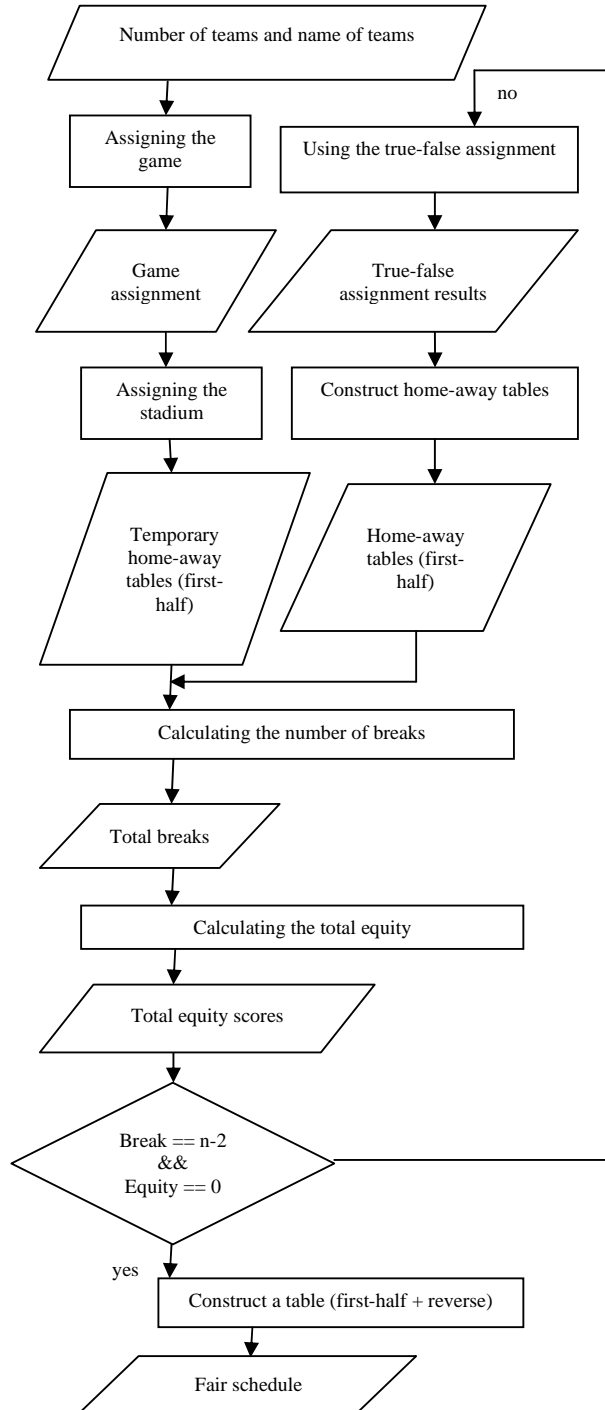 Number of teams and name of teams
no
Assigning the
game
Using the true-false assignment
Game
assignment
True-false
assignment results
Assigning the
stadium
Construct home-away tables
Temporary
home-away
tables (first-
half)
Home-away
tables (first-
half)
Calculating the number of breaks
Total breaks
Calculating the total equity
Total equity scores
Break == n-2
&&
Equity == 0
yes
Construct a table (first-half + reverse)
Fair schedule